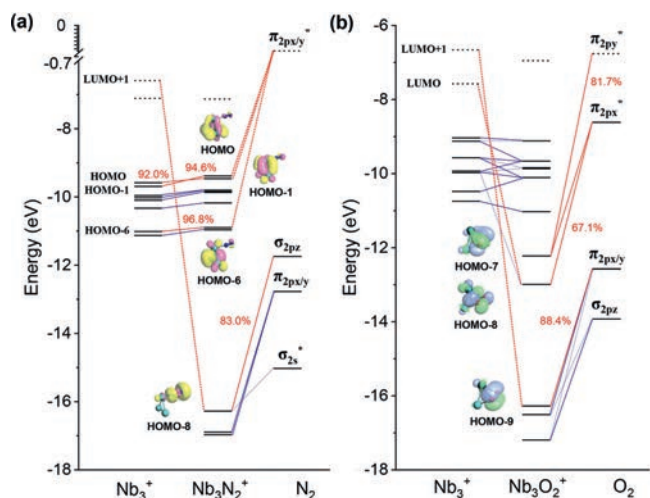 (a)
0
-0.7
-8
-10
-12
-14
-16
-18
Energy (eV)
LUMO+1
HOMO
HOMO-1
HOMO-6
92.0%
94.6%
96.8%
83.0%
HOMO
HOMO-1
HOMO-6
HOMO-8
π2px/y*
σ2pz
π2px/y
σ2s*
Nb3+
Nb3N2+
N2
(b)
-6
-8
-10
-12
-14
-16
-18
Energy (eV)
LUMO+1
LUMO
π2py*
81.7%
π2px*
67.1%
HOMO-7
HOMO-8
88.4%
HOMO-9
π2px/y
σ2pz
Nb3+
Nb3O2+
O2